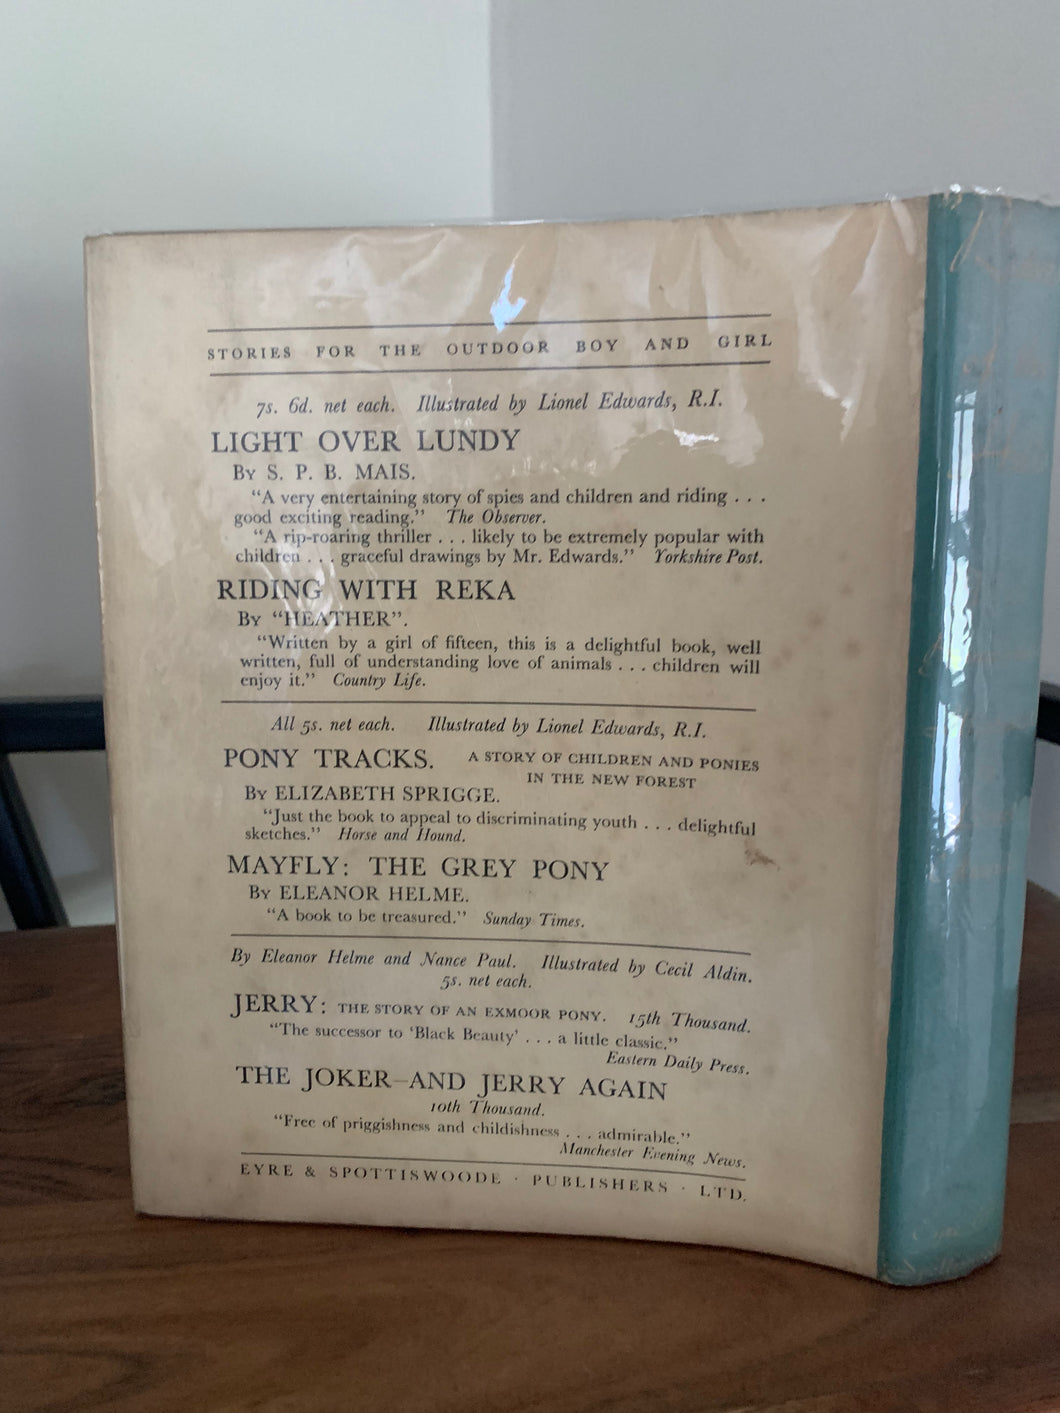 STORIES FOR THE OUTDOOR BOY AND GIRL
7s. 6d. net each. Illustrated by Lionel Edwards, R.I.
LIGHT OVER LUNDY
By S. P. B. MAIS.
“A very entertaining story of spies and children and riding . . .
good exciting reading.” The Observer.
“A rip-roaring thriller . . . likely to be extremely popular with
children . . . graceful drawings by Mr. Edwards.” Yorkshire Post.
RIDING WITH REKA
By “HEATHER”.
“Written by a girl of fifteen, this is a delightful book, well
written, full of understanding love of animals . . . children will
enjoy it.” Country Life.
All 5s. net each. Illustrated by Lionel Edwards, R.I.
PONY TRACKS. A STORY OF CHILDREN AND PONIES
IN THE NEW FOREST
By ELIZABETH SPRIGGE.
“Just the book to appeal to discriminating youth . . . delightful
sketches.” Horse and Hound.
MAYFLY: THE GREY PONY
By ELEANOR HELME.
“A book to be treasured.” Sunday Times.
By Eleanor Helme and Nance Paul. Illustrated by Cecil Aldin.
5s. net each.
JERRY: THE STORY OF AN EXMOOR PONY. 15th Thousand.
“The successor to ‘Black Beauty’ . . . a little classic.”
Eastern Daily Press.
THE JOKER—AND JERRY AGAIN
10th Thousand.
“Free of priggishness and childishness . . . admirable.”
Manchester Evening News.
EYRE & SPOTTISWOODE · PUBLISHERS · LTD.